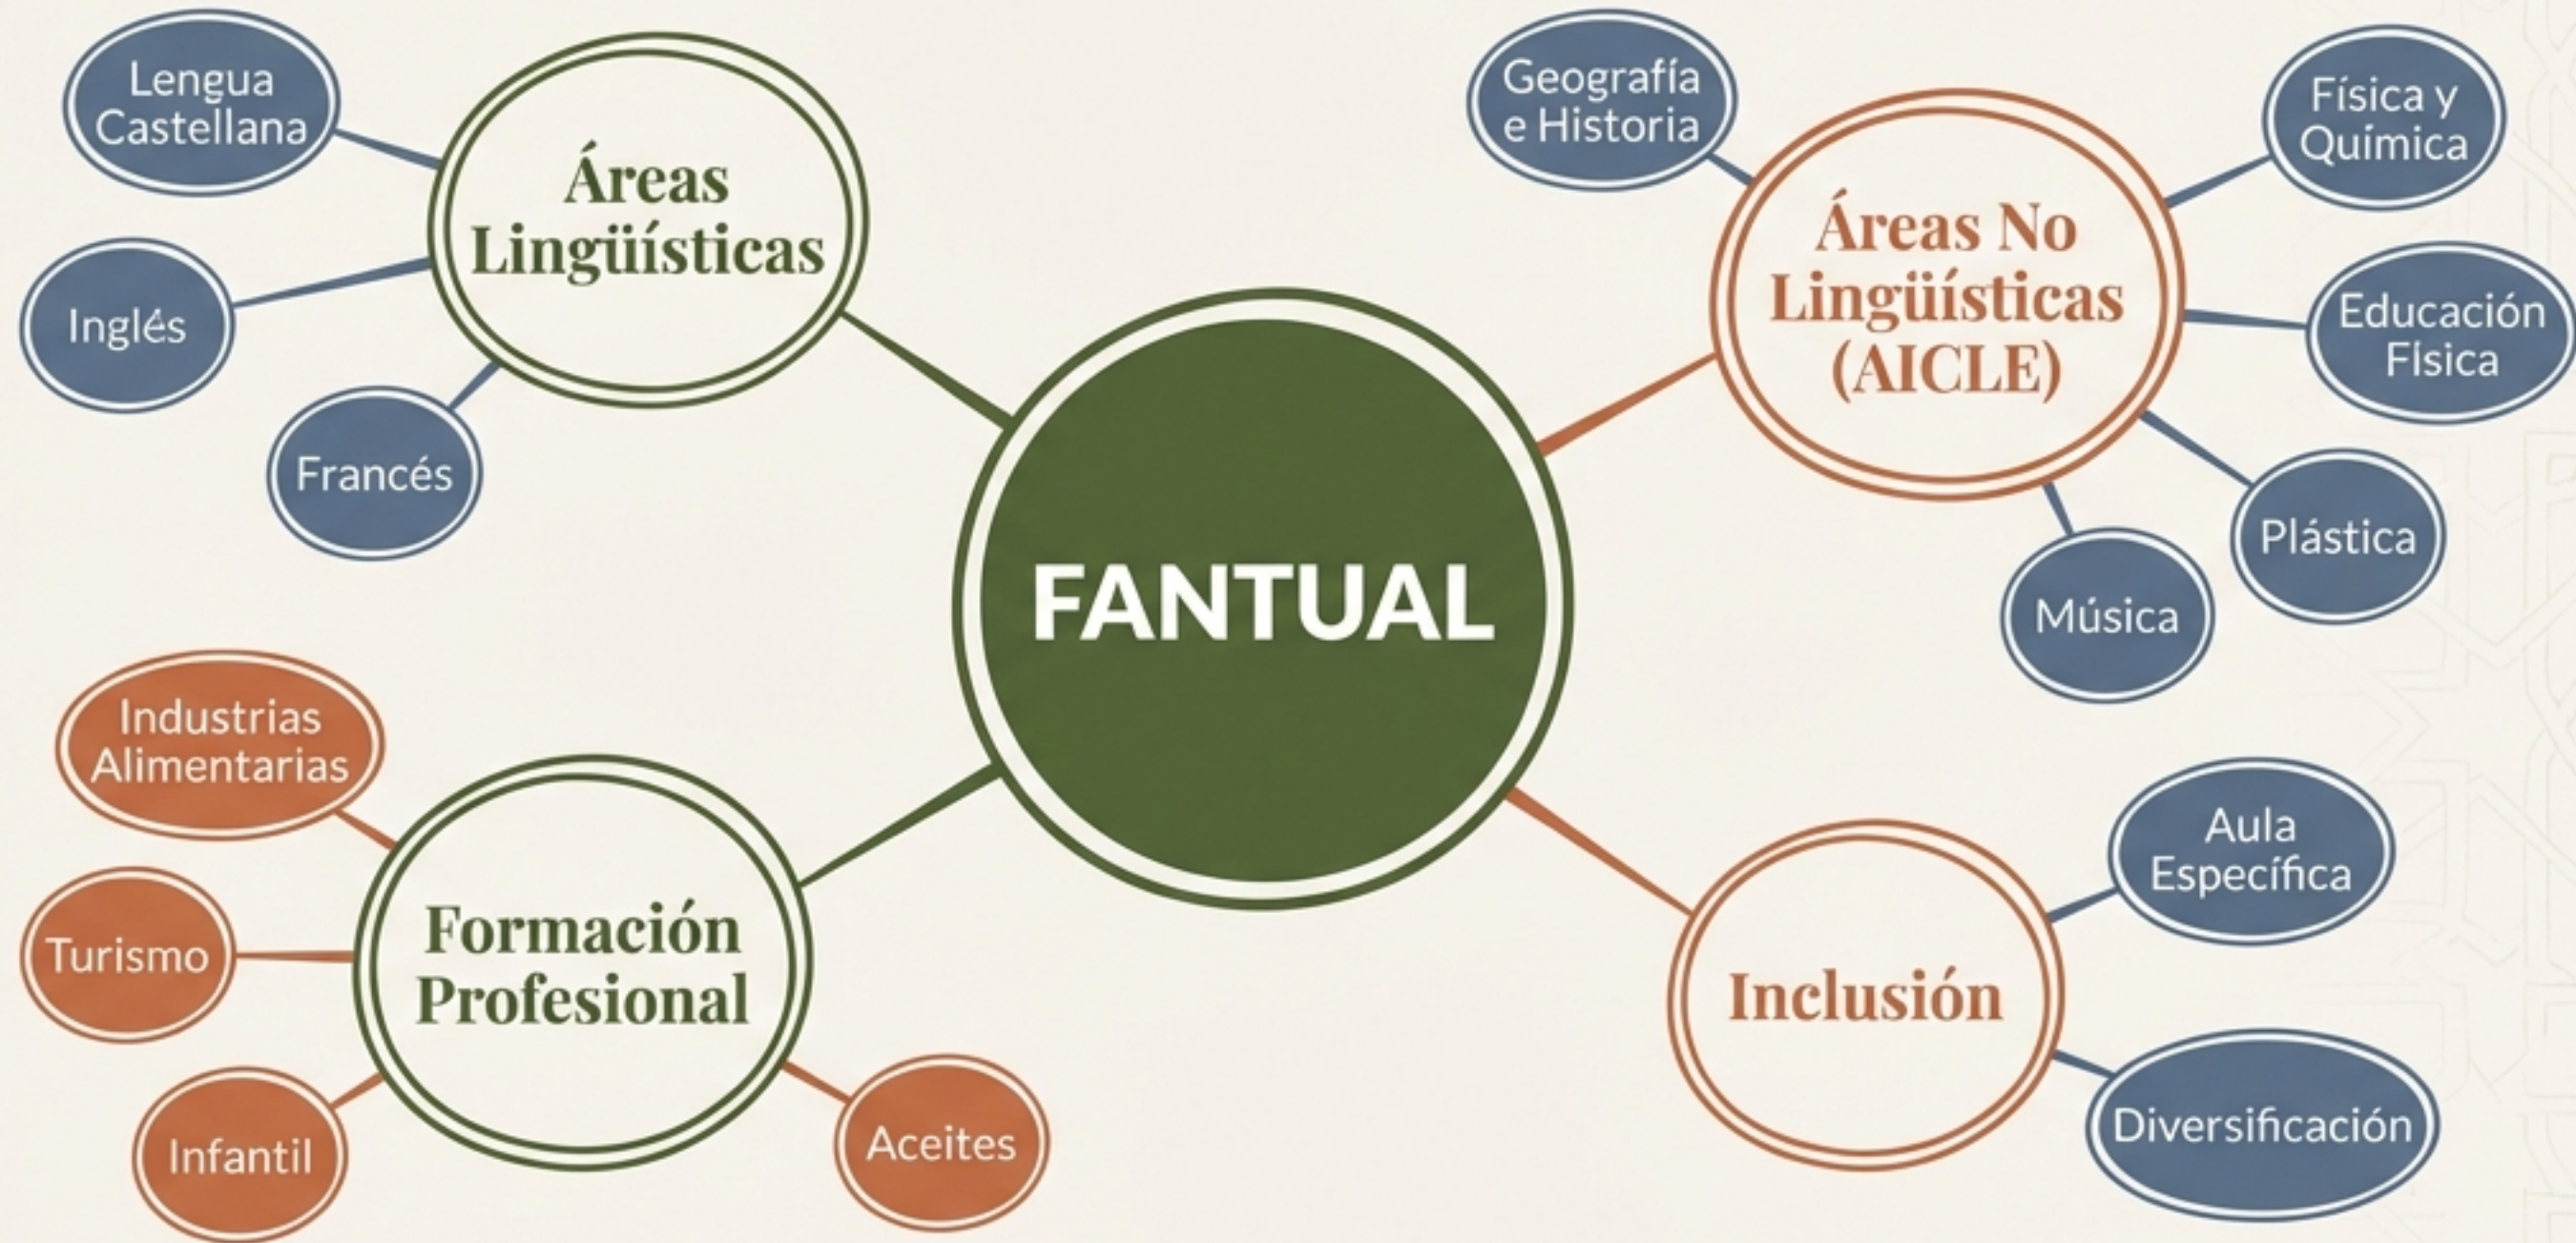 Lengua
Castellana
Áreas
Lingüísticas
Inglés
Francés
Geografía
e Historia
Áreas No
Lingüísticas
(AICLE)
Física y
Química
Educación
Física
Plástica
Música
FANTUAL
Industrias
Alimentarias
Turismo
Formación
Profesional
Infantil
Aceites
Inclusión
Aula
Específica
Diversificación